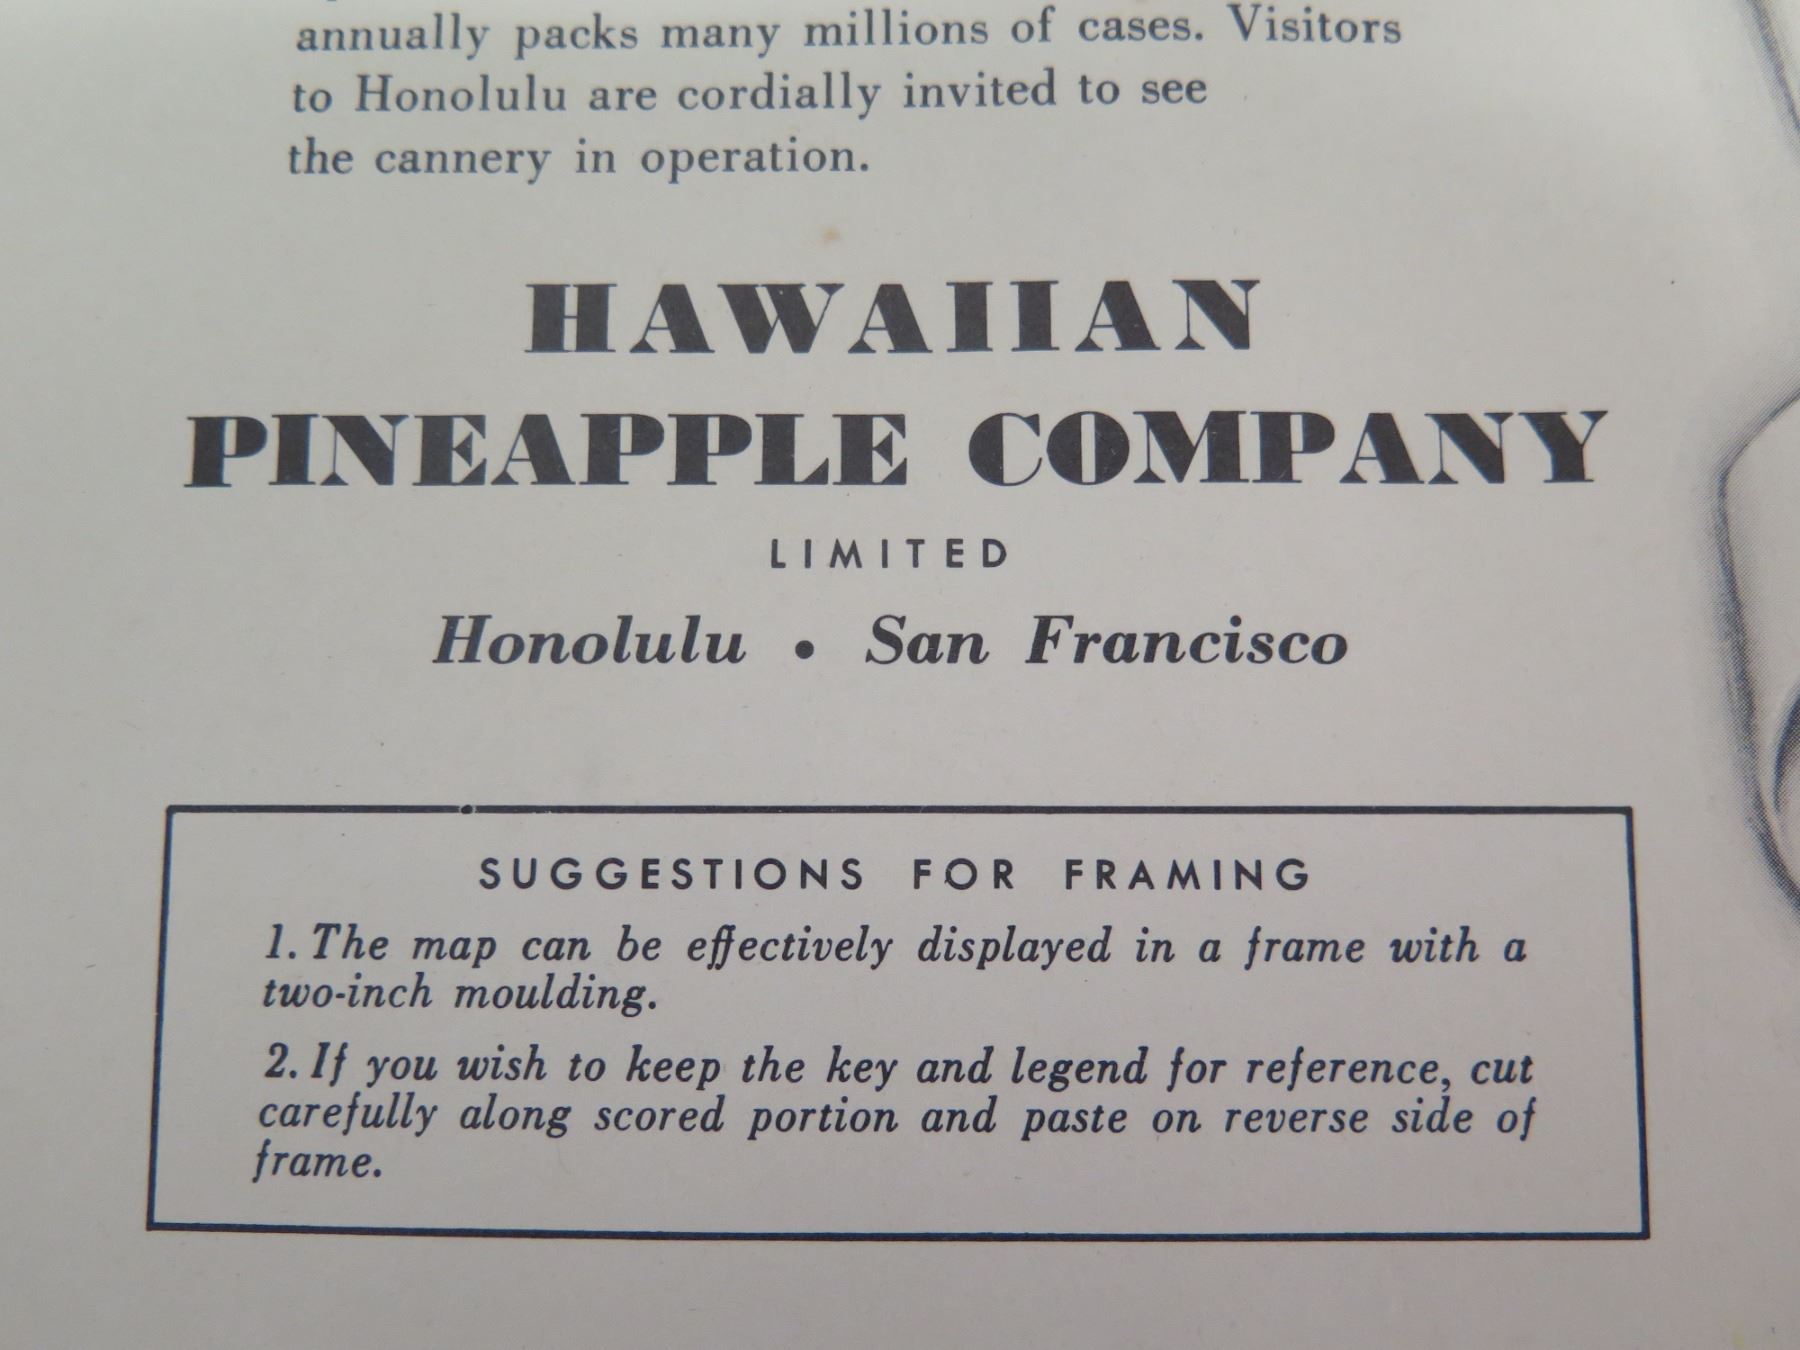 annually packs many millions of cases. Visitors
to Honolulu are cordially invited to see
the cannery in operation.
HAWAIIAN
PINEAPPLE COMPANY
LIMITED
Honolulu • San Francisco
SUGGESTIONS FOR FRAMING
1. The map can be effectively displayed in a frame with a
two-inch moulding.
2. If you wish to keep the key and legend for reference, cut
carefully along scored portion and paste on reverse side of
frame.